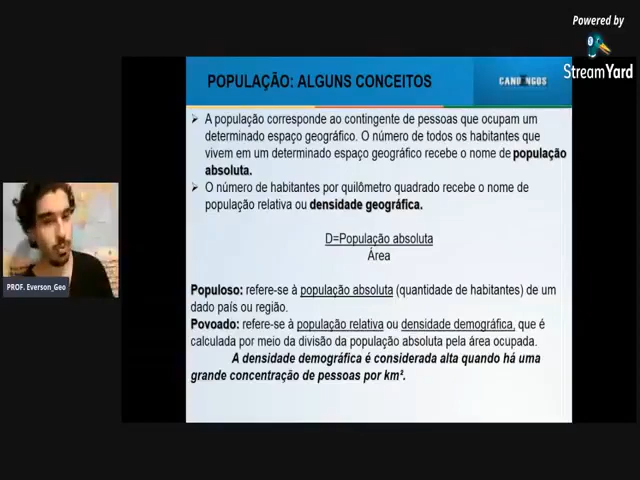 Powered by
StreamYard
POPULAÇÃO: ALGUNS CONCEITOS
CANDANGOS
A população corresponde ao contingente de pessoas que ocupam um
determinado espaço geográfico. O número de todos os habitantes que
vivem em um determinado espaço geográfico recebe o nome de população
absoluta.
O número de habitantes por quilômetro quadrado recebe o nome de
população relativa ou densidade geográfica.
D=População absoluta
Área
Populoso: refere-se à população absoluta (quantidade de habitantes) de um
dado país ou região.
Povoado: refere-se à população relativa ou densidade demográfica, que é
calculada por meio da divisão da população absoluta pela área ocupada.
A densidade demográfica é considerada alta quando há uma
grande concentração de pessoas por km².
PROF. Everson_Geo